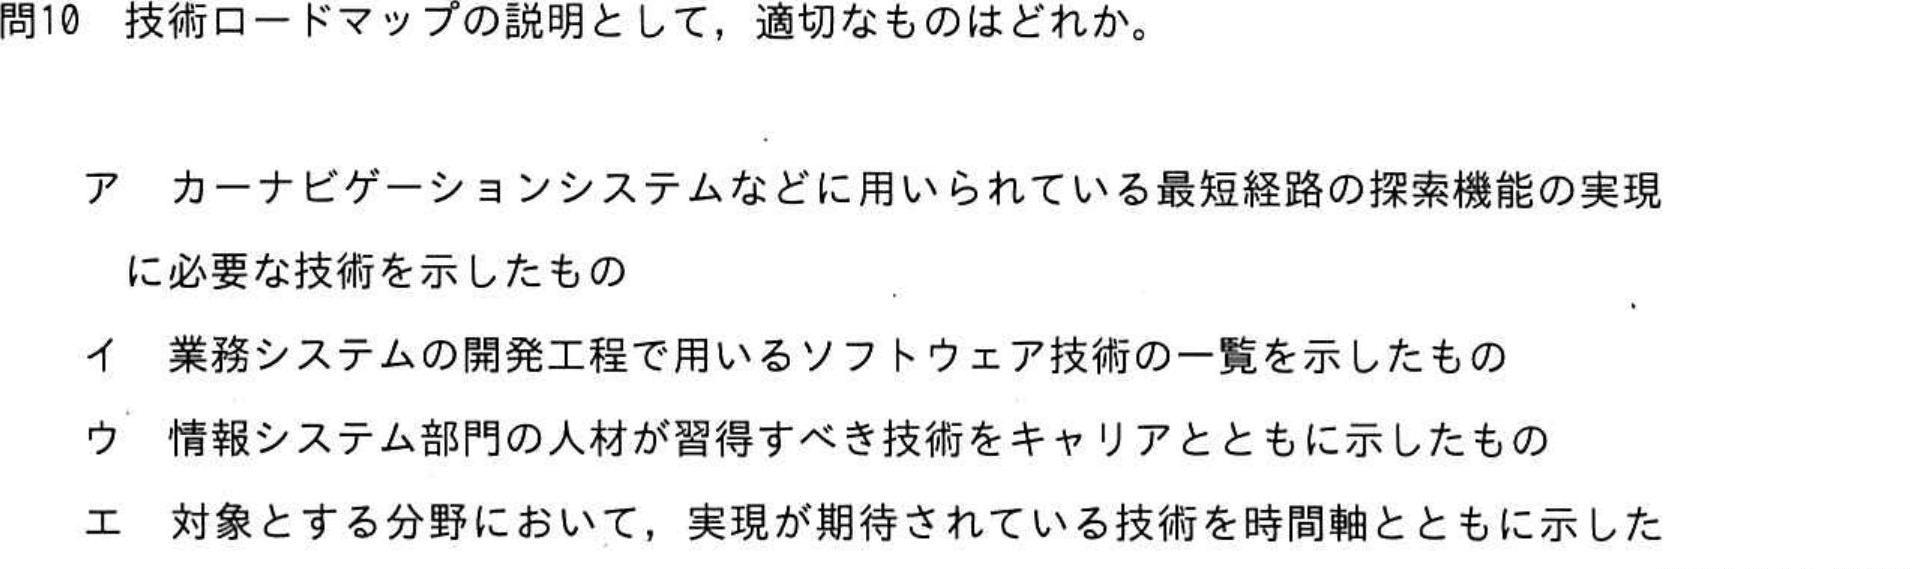 問10　技術ロードマップの説明として，適切なものはどれか。
ア　カーナビゲーションシステムなどに用いられている最短経路の探索機能の実現
に必要な技術を示したもの
イ　業務システムの開発工程で用いるソフトウェア技術の一覧を示したもの
ウ　情報システム部門の人材が習得すべき技術をキャリアとともに示したもの
エ　対象とする分野において，実現が期待されている技術を時間軸とともに示した